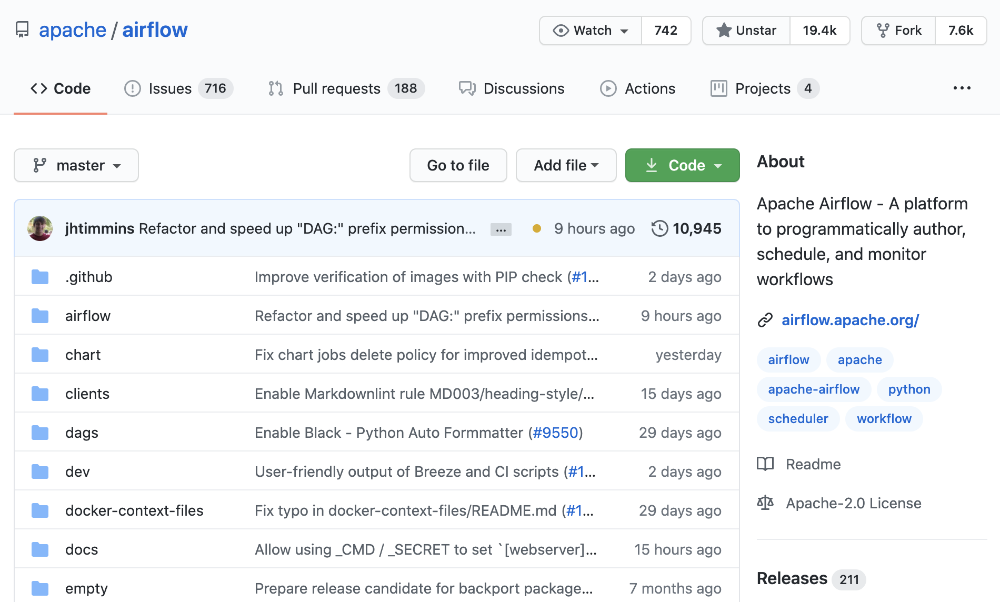 apache / airflow
Watch 742 Unstar 19.4k Fork 7.6k
Code Issues 716 Pull requests 188 Discussions Actions Projects 4 ...
master Go to file Add file Code
jhtimmins Refactor and speed up "DAG:" prefix permission... ... 9 hours ago 10,945
.github Improve verification of images with PIP check (#1... 2 days ago
airflow Refactor and speed up "DAG:" prefix permissions... 9 hours ago
chart Fix chart jobs delete policy for improved idempot... yesterday
clients Enable Markdownlint rule MD003/heading-style/... 15 days ago
dags Enable Black - Python Auto Formmatter (#9550) 29 days ago
dev User-friendly output of Breeze and CI scripts (#1... 2 days ago
docker-context-files Fix typo in docker-context-files/README.md (#1... 29 days ago
docs Allow using _CMD / _SECRET to set `[webserver]... 15 hours ago
empty Prepare release candidate for backport package... 7 months ago
About
Apache Airflow - A platform
to programmatically author,
schedule, and monitor
workflows
airflow.apache.org/
airflow apache
apache-airflow python
scheduler workflow
Readme
Apache-2.0 License
Releases 211